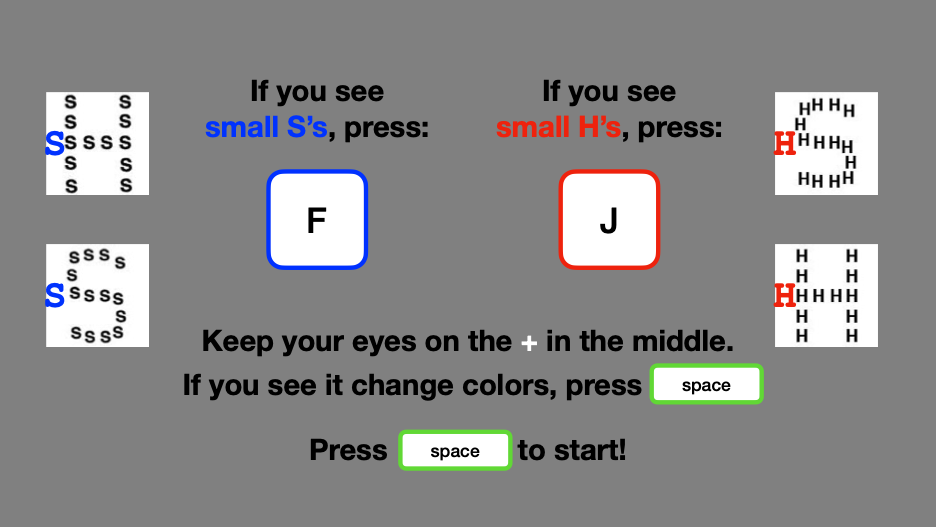 If you see
small S's, press:
F
If you see
small H's, press:
J
S
S S
S S
S S S S S
S S
S S
S
S S S S
S
S S S S
S
S S S S
H
H H H H
H
H H H H
H
H H H H
H
H H
H H
H H H H
H H
H H
Keep your eyes on the + in the middle.
If you see it change colors, press space
Press space to start!